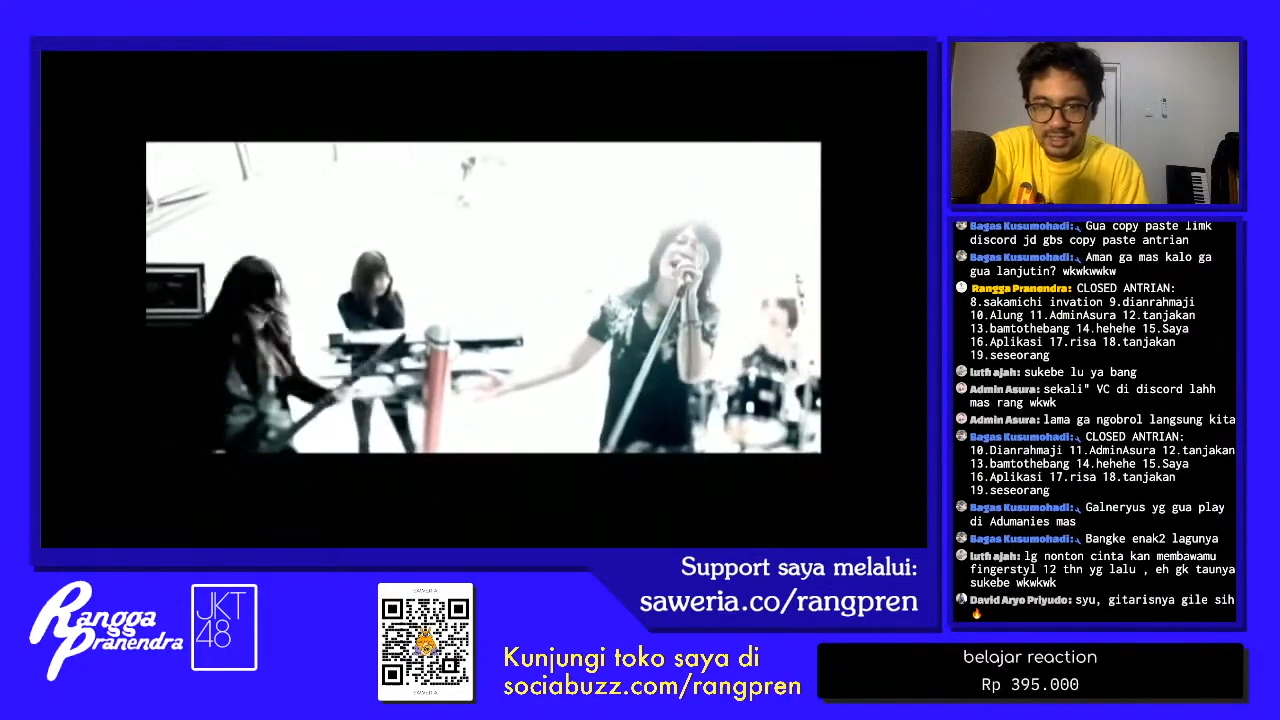 Bagas Kusumohadi: Gua copy paste limk
discord jd gbs copy paste antrian
Bagas Kusumohadi: Aman ga mas kalo ga
gua lanjutin? wkwkwwkw
Rangga Pranendra: CLOSED ANTRIAN:
8.sakamichi invation 9.dianrahmaji
10.Alung 11.AdminAsura 12.tanjakan
13.bamtothebang 14.hehehe 15.Saya
16.Aplikasi 17.risa 18.tanjakan
19.seseorang
luth ajah: sukebe lu ya bang
Admin Asura: sekali" VC di discord lahh
mas rang wkwk
Admin Asura: lama ga ngobrol langsung kita
Bagas Kusumohadi: CLOSED ANTRIAN:
10.Dianrahmaji 11.AdminAsura 12.tanjakan
13.bamtothebang 14.hehehe 15.Saya
16.Aplikasi 17.risa 18.tanjakan
19.seseorang
Bagas Kusumohadi: Galneryus yg gua play
di Adumanies mas
Bagas Kusumohadi: Bangke enak2 lagunya
luth ajah: lg nonton cinta kan membawamu
fingerstyl 12 thn yg lalu , eh gk taunya
sukebe wkwkwk
David Aryo Priyudo: syu, gitarisnya gile sih
🔥
Support saya melalui:
saweria.co/rangpren
Rangga
Pranendra
JKT
48
SAWERIA
SAWERIA
Kunjungi toko saya di
sociabuzz.com/rangpren
belajar reaction
Rp 395.000